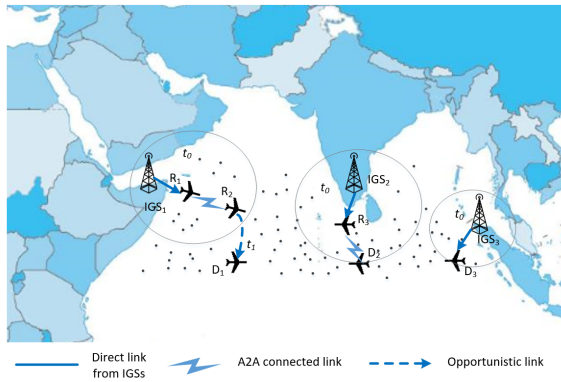 t0
t0
t0
R1
R2
IGS1
IGS2
R3
IGS3
t1
D1
D2
D3
Direct link
from IGSs
A2A connected link
Opportunistic link